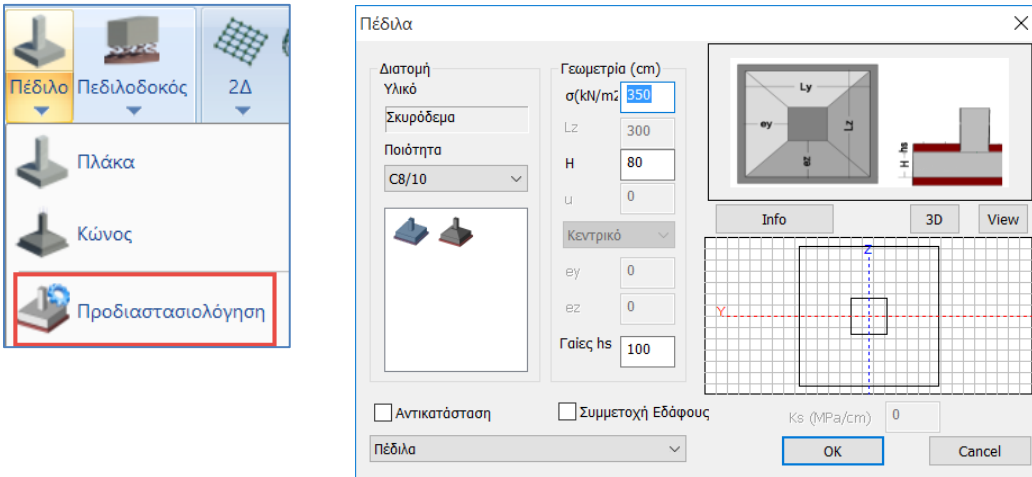 Πέδιλο Πεδιλοδοκός 2Δ
Πλάκα
Κώνος
Προδιαστασιολόγηση
Πέδιλα
Διατομή
Υλικό
Σκυρόδεμα
Ποιότητα
C8/10
Γεωμετρία (cm)
σ(kN/m2 350
Lz 300
H 80
u 0
Κεντρικό
ey 0
ez 0
Γαίες hs 100
Ly
ey
Lz
ez
H hs
Info 3D View
Z
Y
Αντικατάσταση
Συμμετοχή Εδάφους
Ks (MPa/cm) 0
Πέδιλα
OK Cancel